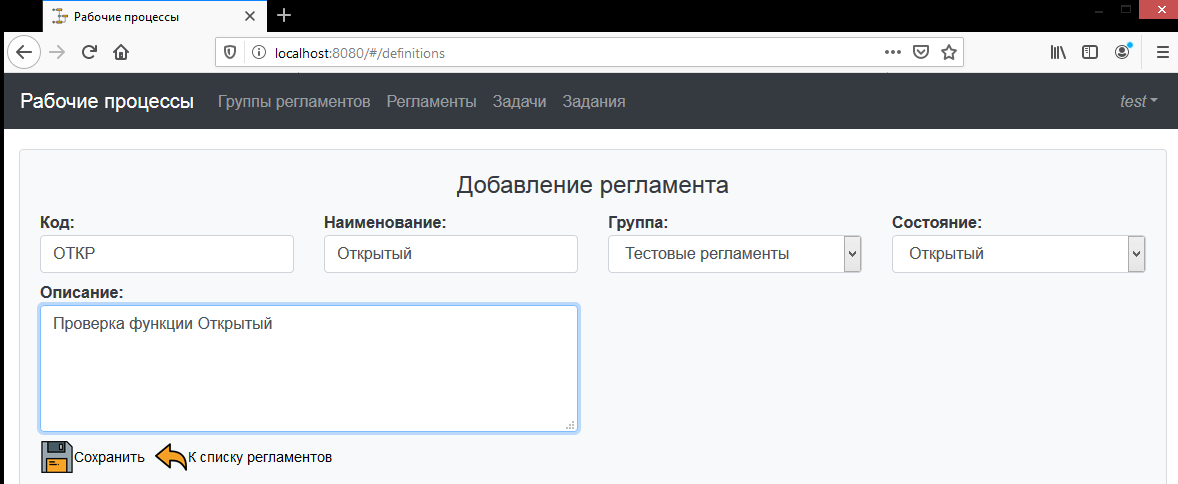 Рабочие процессы
localhost:8080/#/definitions
Рабочие процессы Группы регламентов Регламенты Задачи Задания test
Добавление регламента
Код: Наименование: Группа: Состояние:
ОТКР Открытый Тестовые регламенты Открытый
Описание:
Проверка функции Открытый
Сохранить К списку регламентов